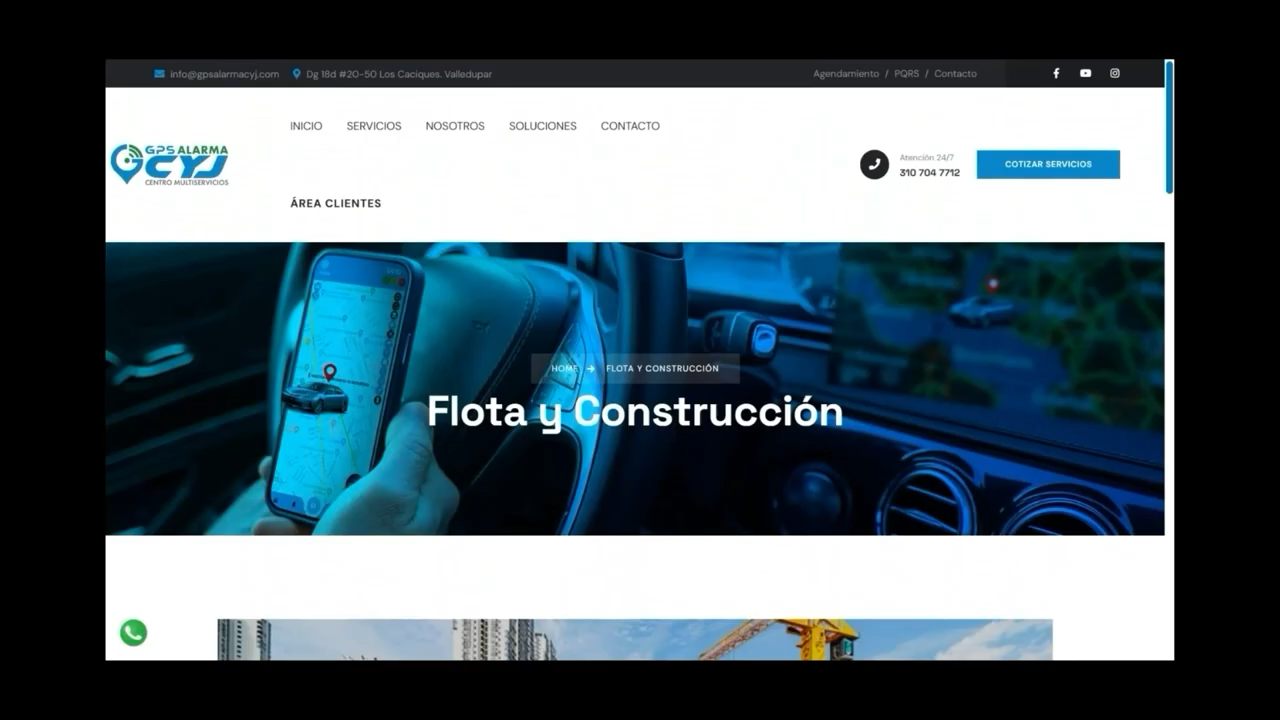 info@gpsalarmacyj.com Dg 18d #20-50 Los Caciques. Valledupar Agendamiento / PQRS / Contacto
INICIO SERVICIOS NOSOTROS SOLUCIONES CONTACTO
GPS ALARMA
CYJ
CENTRO MULTISERVICIOS
Atención 24/7
310 704 7712
COTIZAR SERVICIOS
ÁREA CLIENTES
HOME → FLOTA Y CONSTRUCCIÓN
Flota y Construcción